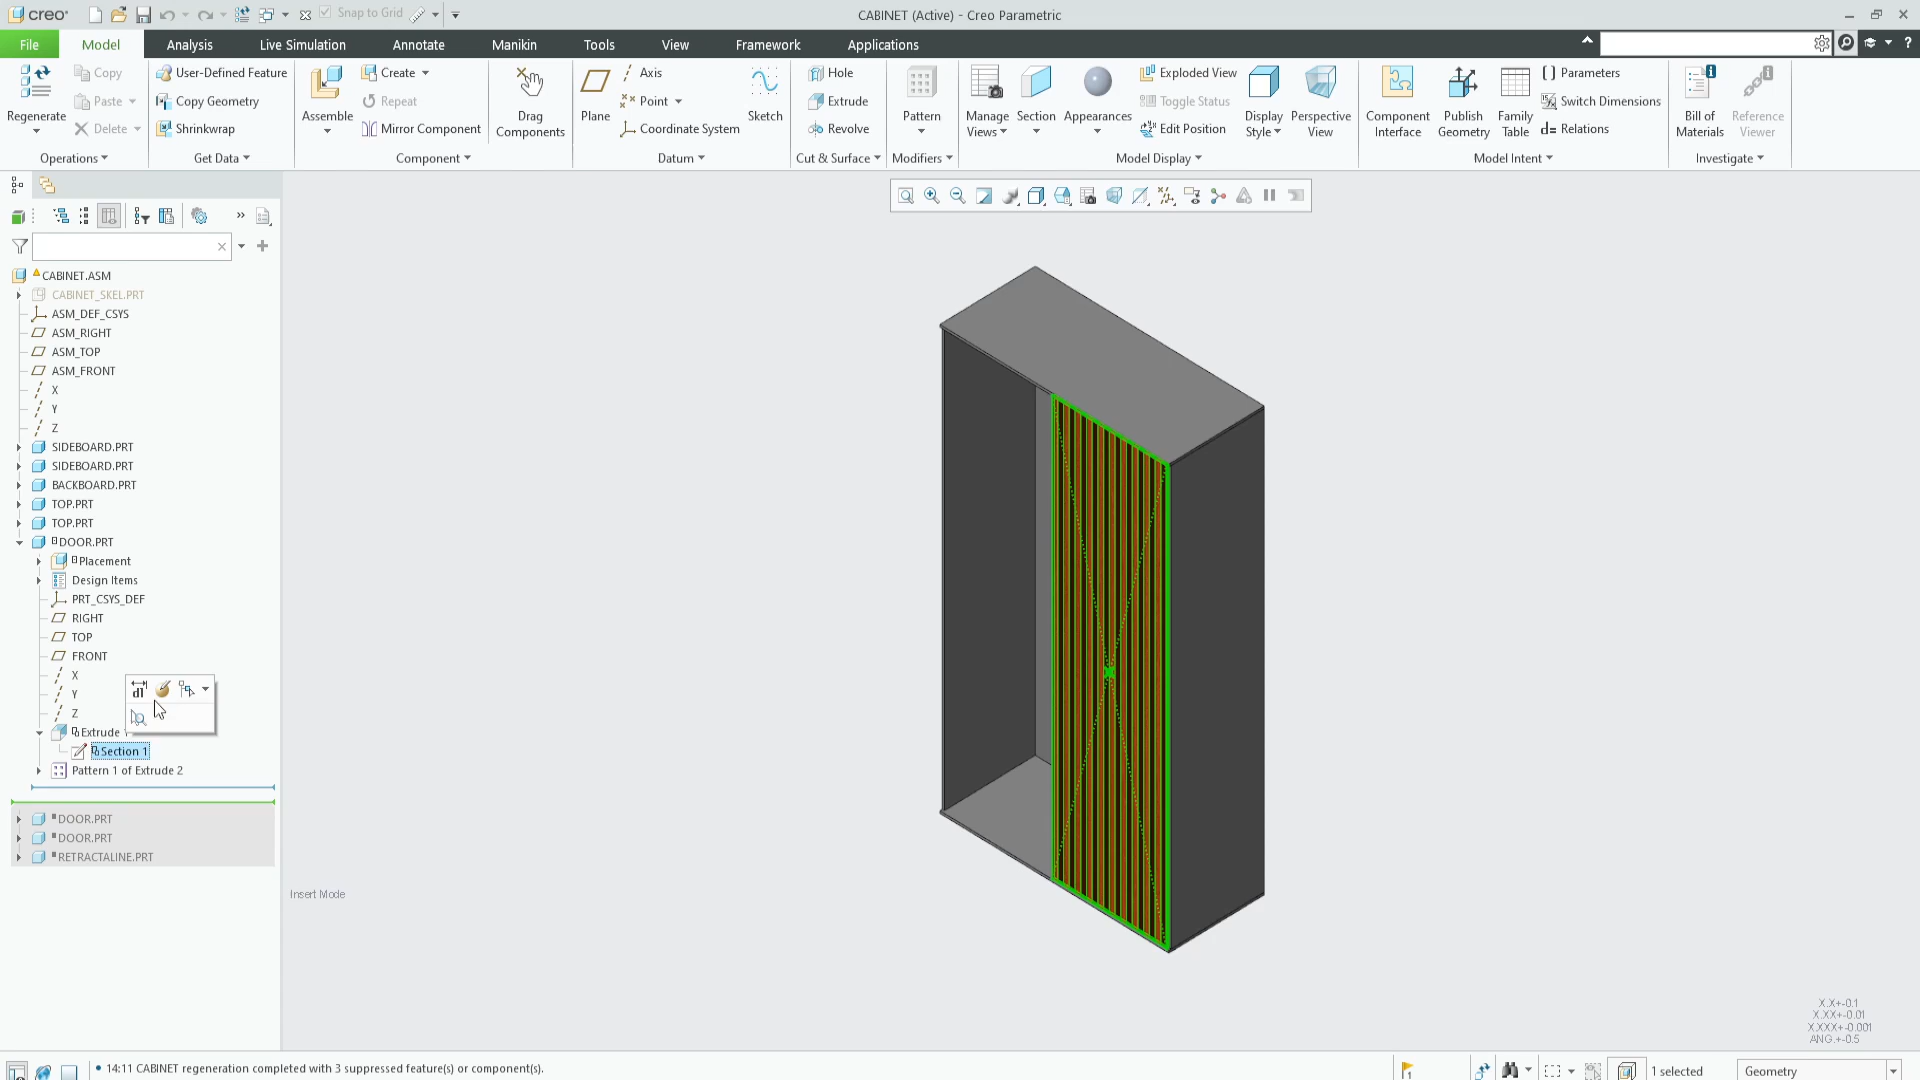 creo
Snap to Grid
CABINET (Active) - Creo Parametric
File
Model
Analysis
Live Simulation
Annotate
Manikin
Tools
View
Framework
Applications
Regenerate
Copy
Paste
Delete
Operations
User-Defined Feature
Copy Geometry
Shrinkwrap
Get Data
Assemble
Create
Repeat
Mirror Component
Drag
Components
Component
Plane
Axis
Point
Coordinate System
Sketch
Datum
Hole
Extrude
Revolve
Cut & Surface
Pattern
Modifiers
Manage
Views
Section
Appearances
Exploded View
Toggle Status
Edit Position
Display
Style
Perspective
View
Model Display
Component
Interface
Publish
Geometry
Family
Table
Parameters
Switch Dimensions
d= Relations
Model Intent
Bill of
Materials
Reference
Viewer
Investigate
CABINET.ASM
CABINET_SKEL.PRT
ASM_DEF_CSYS
ASM_RIGHT
ASM_TOP
ASM_FRONT
X
Y
Z
SIDEBOARD.PRT
SIDEBOARD.PRT
BACKBOARD.PRT
TOP.PRT
TOP.PRT
DOOR.PRT
Placement
Design Items
PRT_CSYS_DEF
RIGHT
TOP
FRONT
X
Y
Z
Extrude
Section 1
Pattern 1 of Extrude 2
DOOR.PRT
DOOR.PRT
RETRACTALINE.PRT
Insert Mode
X.X+-0.1
X.XX+-0.01
X.XXX+-0.001
ANG.+-0.5
• 14:11 CABINET regeneration completed with 3 suppressed feature(s) or component(s).
1 selected
Geometry